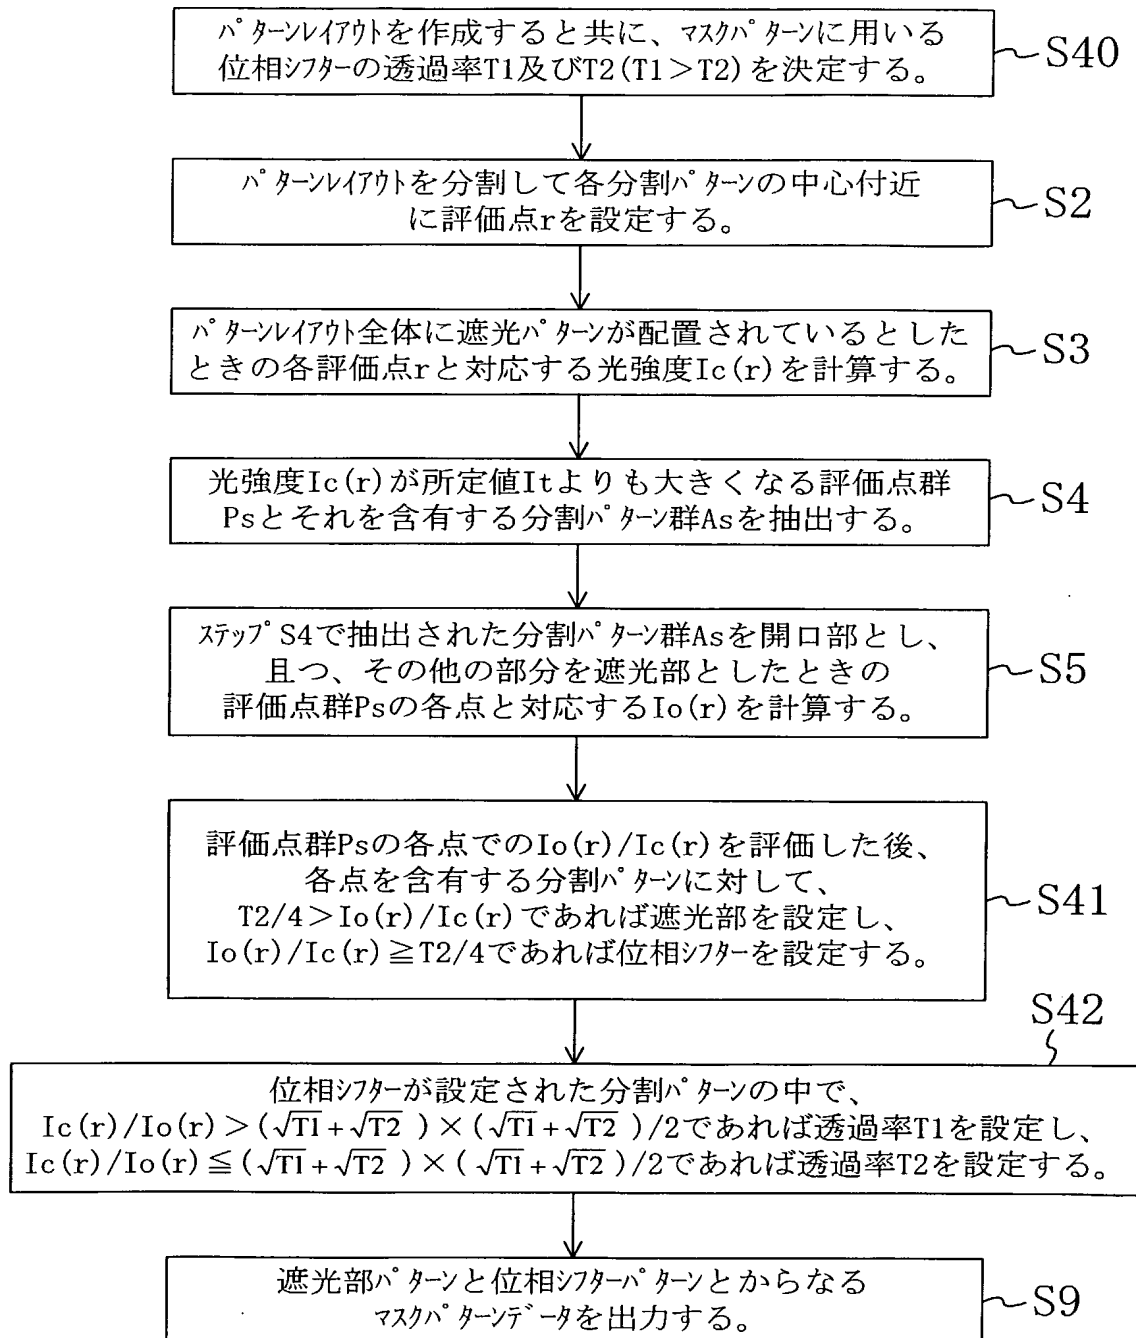 パターンレイアウトを作成すると共に、マスクパターンに用いる
位相シフターの透過率T1及びT2(T1>T2)を決定する。
S40
パターンレイアウトを分割して各分割パターンの中心付近
に評価点rを設定する。
S2
パターンレイアウト全体に遮光パターンが配置されているとした
ときの各評価点rと対応する光強度Ic(r)を計算する。
S3
光強度Ic(r)が所定値Itよりも大きくなる評価点群
Psとそれを含有する分割パターン群Asを抽出する。
S4
ステップS4で抽出された分割パターン群Asを開口部とし、
且つ、その他の部分を遮光部としたときの
評価点群Psの各点と対応するIo(r)を計算する。
S5
評価点群Psの各点でのIo(r)/Ic(r)を評価した後、
各点を含有する分割パターンに対して、
T2/4>Io(r)/Ic(r)であれば遮光部を設定し、
Io(r)/Ic(r)≧T2/4であれば位相シフターを設定する。
S41
S42
位相シフターが設定された分割パターンの中で、
Ic(r)/Io(r)>(√T1+√T2)×(√T1+√T2)/2であれば透過率T1を設定し、
Ic(r)/Io(r)≦(√T1+√T2)×(√T1+√T2)/2であれば透過率T2を設定する。
遮光部パターンと位相シフターパターンとからなる
マスクパターンデータを出力する。
S9